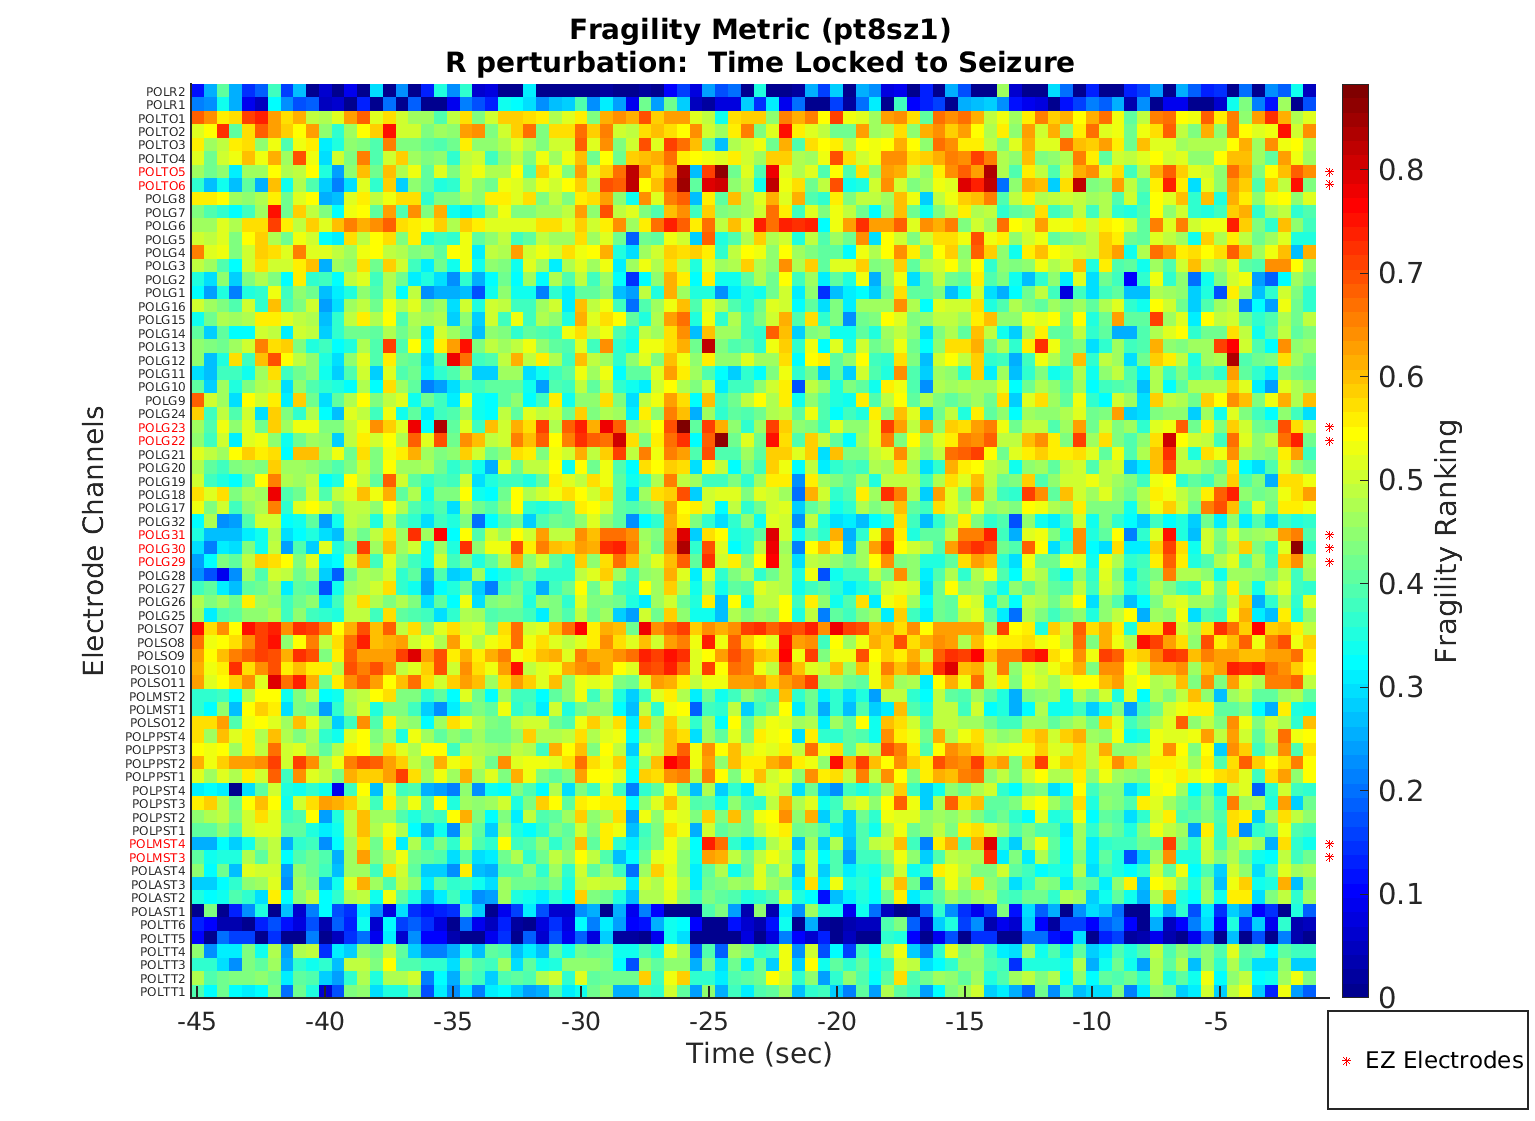 Fragility Metric (pt8sz1)
R perturbation:  Time Locked to Seizure
Electrode Channels
POLR2
POLR1
POLTO1
POLTO2
POLTO3
POLTO4
POLTO5
POLTO6
POLG8
POLG7
POLG6
POLG5
POLG4
POLG3
POLG2
POLG1
POLG16
POLG15
POLG14
POLG13
POLG12
POLG11
POLG10
POLG9
POLG24
POLG23
POLG22
POLG21
POLG20
POLG19
POLG18
POLG17
POLG32
POLG31
POLG30
POLG29
POLG28
POLG27
POLG26
POLG25
POLSO7
POLSO8
POLSO9
POLSO10
POLSO11
POLMST2
POLMST1
POLSO12
POLPPST4
POLPPST3
POLPPST2
POLPPST1
POLPST4
POLPST3
POLPST2
POLPST1
POLMST4
POLMST3
POLAST4
POLAST3
POLAST2
POLAST1
POLTT6
POLTT5
POLTT4
POLTT3
POLTT2
POLTT1
-45 -40 -35 -30 -25 -20 -15 -10 -5
Time (sec)
0.8
0.7
0.6
0.5
0.4
0.3
0.2
0.1
0
Fragility Ranking
* EZ Electrodes